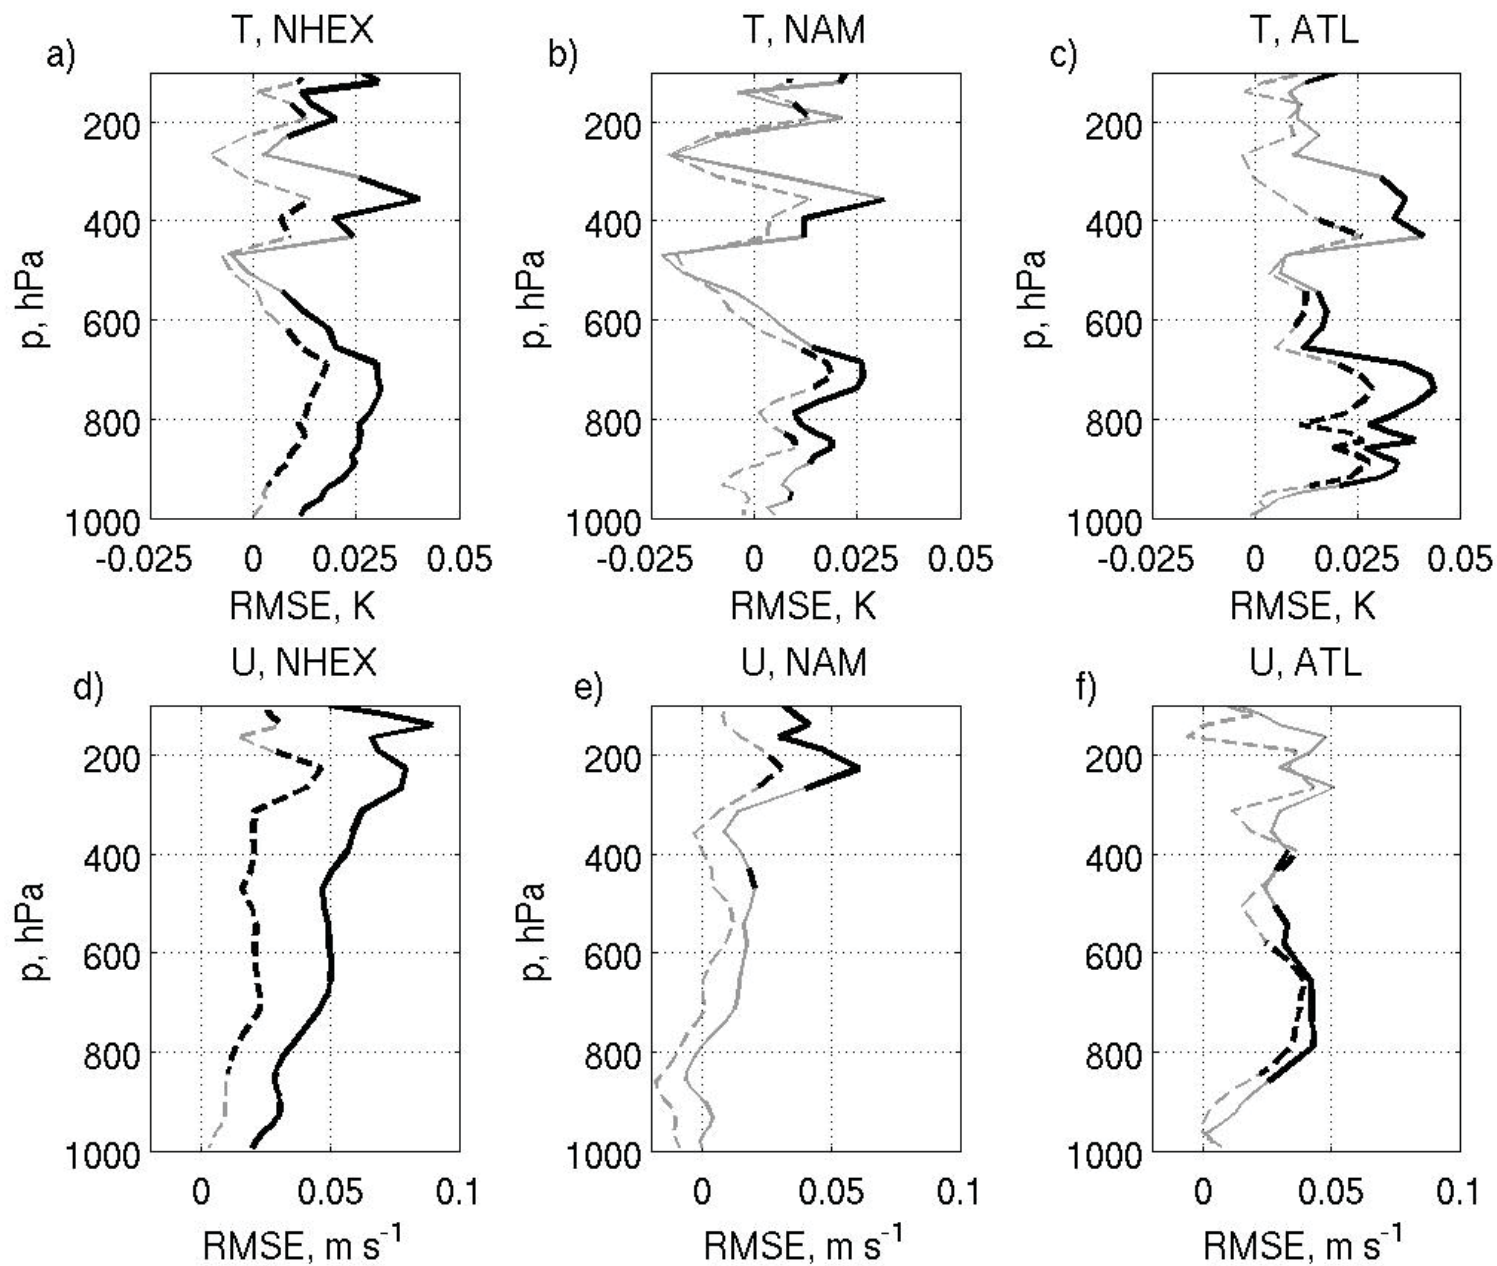 T, NHEX
T, NAM
T, ATL
a)
b)
c)
200
400
600
800
1000
200
400
600
800
1000
200
400
600
800
1000
p, hPa
p, hPa
p, hPa
-0.025 0 0.025 0.05
-0.025 0 0.025 0.05
-0.025 0 0.025 0.05
RMSE, K
RMSE, K
RMSE, K
U, NHEX
U, NAM
U, ATL
d)
e)
f)
200
400
600
800
1000
200
400
600
800
1000
200
400
600
800
1000
p, hPa
p, hPa
0 0.05 0.1
0 0.05 0.1
0 0.05 0.1
RMSE, m s⁻¹
RMSE, m s⁻¹
RMSE, m s⁻¹